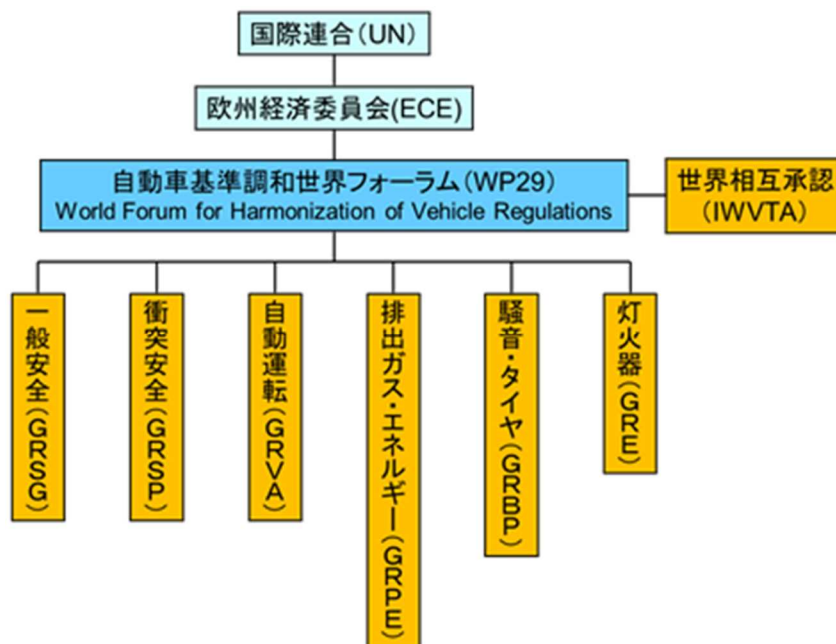 国際連合(UN)
欧州経済委員会(ECE)
自動車基準調和世界フォーラム(WP29)
World Forum for Harmonization of Vehicle Regulations
世界相互承認
(IWVTA)
一般安全(GRSG)
衝突安全(GRSP)
自動運転(GRVA)
排出ガス・エネルギー(GRPE)
騒音・タイヤ(GRBP)
灯火器(GRE)